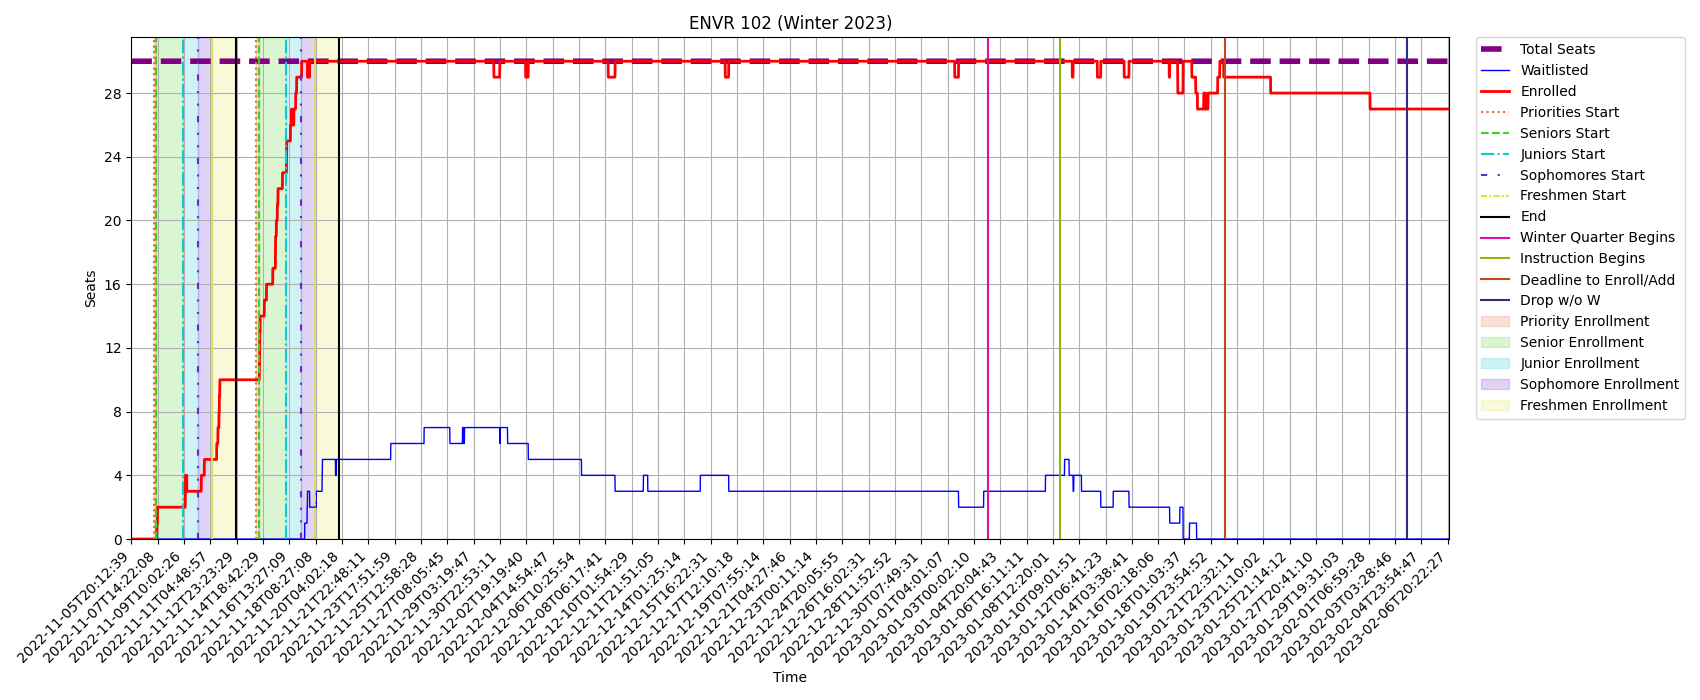 ENVR 102 (Winter 2023)
Total Seats
Waitlisted
Enrolled
Priorities Start
Seniors Start
Juniors Start
Sophomores Start
Freshmen Start
End
Winter Quarter Begins
Instruction Begins
Deadline to Enroll/Add
Drop w/o W
Priority Enrollment
Senior Enrollment
Junior Enrollment
Sophomore Enrollment
Freshmen Enrollment
Seats
28
24
20
16
12
8
4
0
2022-11-05T20:12:39
2022-11-07T14:22:08
2022-11-09T10:02:26
2022-11-11T04:48:57
2022-11-12T23:23:29
2022-11-14T18:42:29
2022-11-16T13:27:09
2022-11-18T08:27:08
2022-11-20T04:02:18
2022-11-21T22:48:11
2022-11-23T17:51:59
2022-11-25T12:58:28
2022-11-27T08:05:45
2022-11-29T03:19:47
2022-11-30T22:53:11
2022-12-02T19:19:40
2022-12-04T14:54:47
2022-12-06T10:25:54
2022-12-08T06:17:41
2022-12-10T01:54:29
2022-12-11T21:51:05
2022-12-14T01:25:14
2022-12-15T16:22:31
2022-12-17T12:10:18
2022-12-19T07:55:14
2022-12-21T04:27:46
2022-12-23T00:11:14
2022-12-24T20:05:55
2022-12-26T16:02:31
2022-12-28T11:52:52
2022-12-30T07:49:31
2023-01-01T04:01:07
2023-01-03T00:02:10
2023-01-04T20:04:43
2023-01-06T16:11:11
2023-01-08T12:20:01
2023-01-10T09:01:51
2023-01-12T06:41:23
2023-01-14T03:38:41
2023-01-16T02:18:06
2023-01-18T01:03:37
2023-01-19T23:54:52
2023-01-21T22:32:11
2023-01-23T21:10:02
2023-01-25T21:14:12
2023-01-27T20:41:10
2023-01-29T19:31:03
2023-02-01T06:59:28
2023-02-03T03:28:46
2023-02-04T23:54:47
2023-02-06T20:22:27
Time